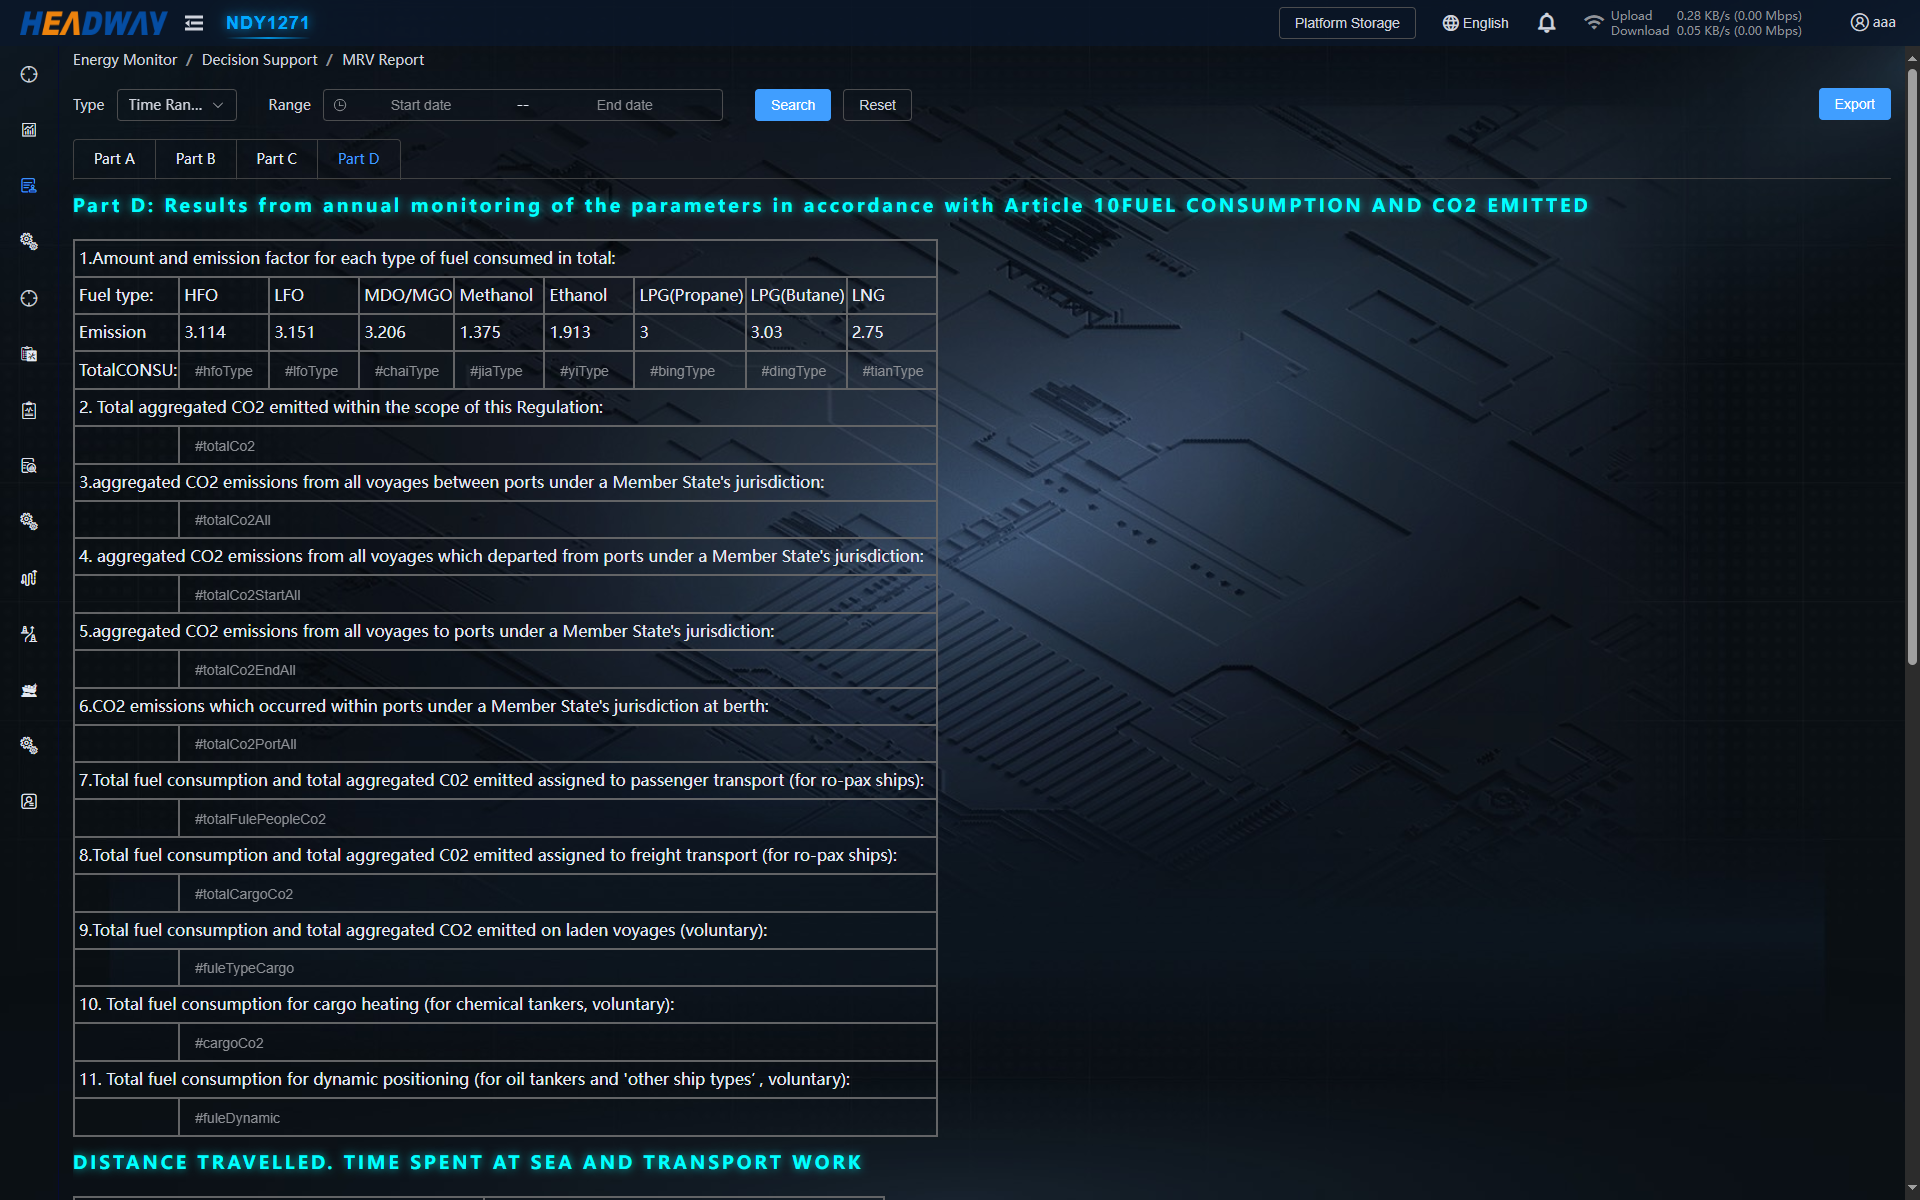 HEADWAY NDY1271 Platform Storage English Upload 0.28 KB/s (0.00 Mbps) aaa
Download 0.05 KB/s (0.00 Mbps)
Energy Monitor / Decision Support / MRV Report
Type Time Ran... Range Start date -- End date Search Reset Export
Part A Part B Part C Part D
Part D: Results from annual monitoring of the parameters in accordance with Article 10FUEL CONSUMPTION AND CO2 EMITTED
1.Amount and emission factor for each type of fuel consumed in total:
Fuel type: HFO LFO MDO/MGO Methanol Ethanol LPG(Propane) LPG(Butane) LNG
Emission 3.114 3.151 3.206 1.375 1.913 3 3.03 2.75
TotalCONSU: #hfoType #lfoType #chaiType #jiaType #yiType #bingType #dingType #tianType
2. Total aggregated CO2 emitted within the scope of this Regulation:
#totalCo2
3.aggregated CO2 emissions from all voyages between ports under a Member State's jurisdiction:
#totalCo2All
4. aggregated CO2 emissions from all voyages which departed from ports under a Member State's jurisdiction:
#totalCo2StartAll
5.aggregated CO2 emissions from all voyages to ports under a Member State's jurisdiction:
#totalCo2EndAll
6.CO2 emissions which occurred within ports under a Member State's jurisdiction at berth:
#totalCo2PortAll
7.Total fuel consumption and total aggregated C02 emitted assigned to passenger transport (for ro-pax ships):
#totalFulePeopleCo2
8.Total fuel consumption and total aggregated C02 emitted assigned to freight transport (for ro-pax ships):
#totalCargoCo2
9.Total fuel consumption and total aggregated CO2 emitted on laden voyages (voluntary):
#fuleTypeCargo
10. Total fuel consumption for cargo heating (for chemical tankers, voluntary):
#cargoCo2
11. Total fuel consumption for dynamic positioning (for oil tankers and 'other ship types’ , voluntary):
#fuleDynamic
DISTANCE TRAVELLED. TIME SPENT AT SEA AND TRANSPORT WORK